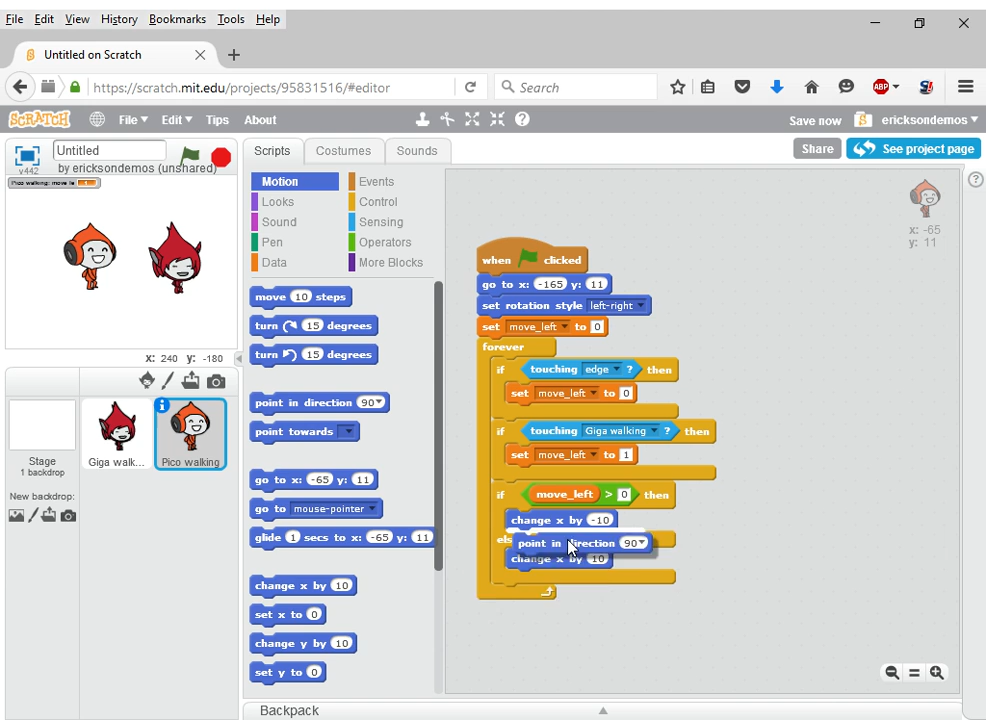 File Edit View History Bookmarks Tools Help
Untitled on Scratch
https://scratch.mit.edu/projects/95831516/#editor
Search
ABP
SCRATCH File Edit Tips About Save now ericksondemos
Untitled
by ericksondemos (unshared)
v442
Scripts Costumes Sounds
Share See project page
Motion Events
Looks Control
Sound Sensing
Pen Operators
Data More Blocks
Pico walking: move le
x: 240 y: -180
Stage
1 backdrop
New backdrop:
Giga walk...
Pico walking
move 10 steps
turn 15 degrees
turn 15 degrees
point in direction 90
point towards
go to x: -65 y: 11
go to mouse-pointer
glide 1 secs to x: -65 y: 11
change x by 10
set x to 0
change y by 10
set y to 0
x: -65
y: 11
when clicked
go to x: -165 y: 11
set rotation style left-right
set move_left to 0
forever
if touching edge ? then
set move_left to 0
if touching Giga walking ? then
set move_left to 1
if move_left > 0 then
change x by -10
els
point in direction 90
change x by 10
Backpack